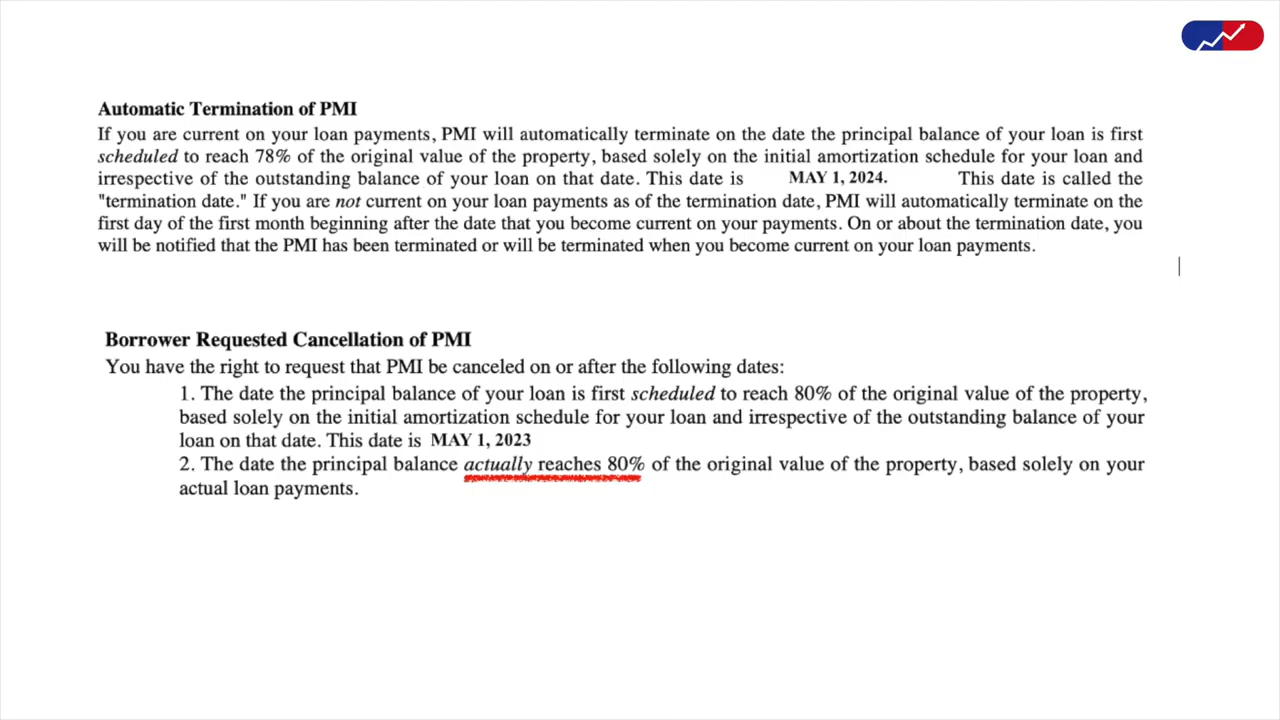 Automatic Termination of PMI
If you are current on your loan payments, PMI will automatically terminate on the date the principal balance of your loan is first
scheduled to reach 78% of the original value of the property, based solely on the initial amortization schedule for your loan and
irrespective of the outstanding balance of your loan on that date. This date is MAY 1, 2024. This date is called the
"termination date." If you are not current on your loan payments as of the termination date, PMI will automatically terminate on the
first day of the first month beginning after the date that you become current on your payments. On or about the termination date, you
will be notified that the PMI has been terminated or will be terminated when you become current on your loan payments.
Borrower Requested Cancellation of PMI
You have the right to request that PMI be canceled on or after the following dates:
1. The date the principal balance of your loan is first scheduled to reach 80% of the original value of the property,
based solely on the initial amortization schedule for your loan and irrespective of the outstanding balance of your
loan on that date. This date is MAY 1, 2023
2. The date the principal balance actually reaches 80% of the original value of the property, based solely on your
actual loan payments.